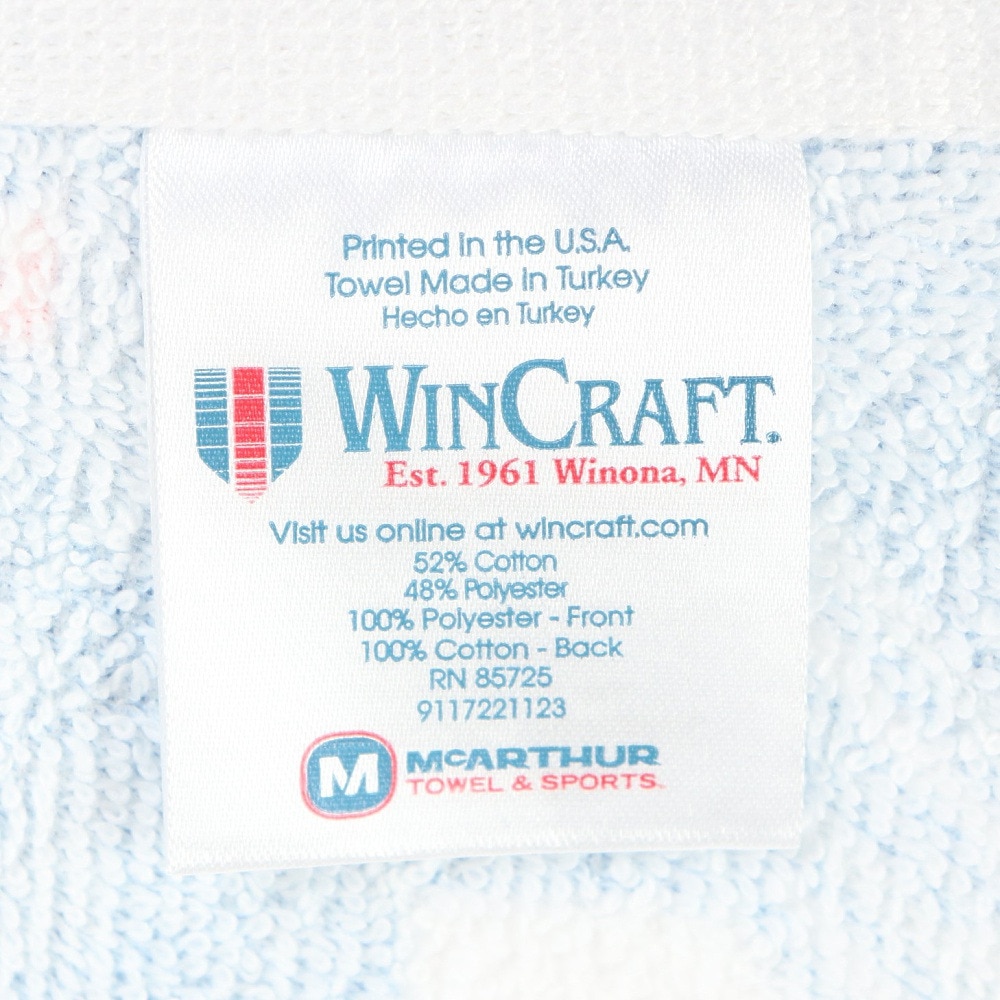 Printed in the U.S.A.
Towel Made in Turkey
Hecho en Turkey
WINCRAFT.
Est. 1961 Winona, MN
Visit us online at wincraft.com
52% Cotton
48% Polyester
100% Polyester - Front
100% Cotton - Back
RN 85725
9117221123
M MCARTHUR
TOWEL & SPORTS